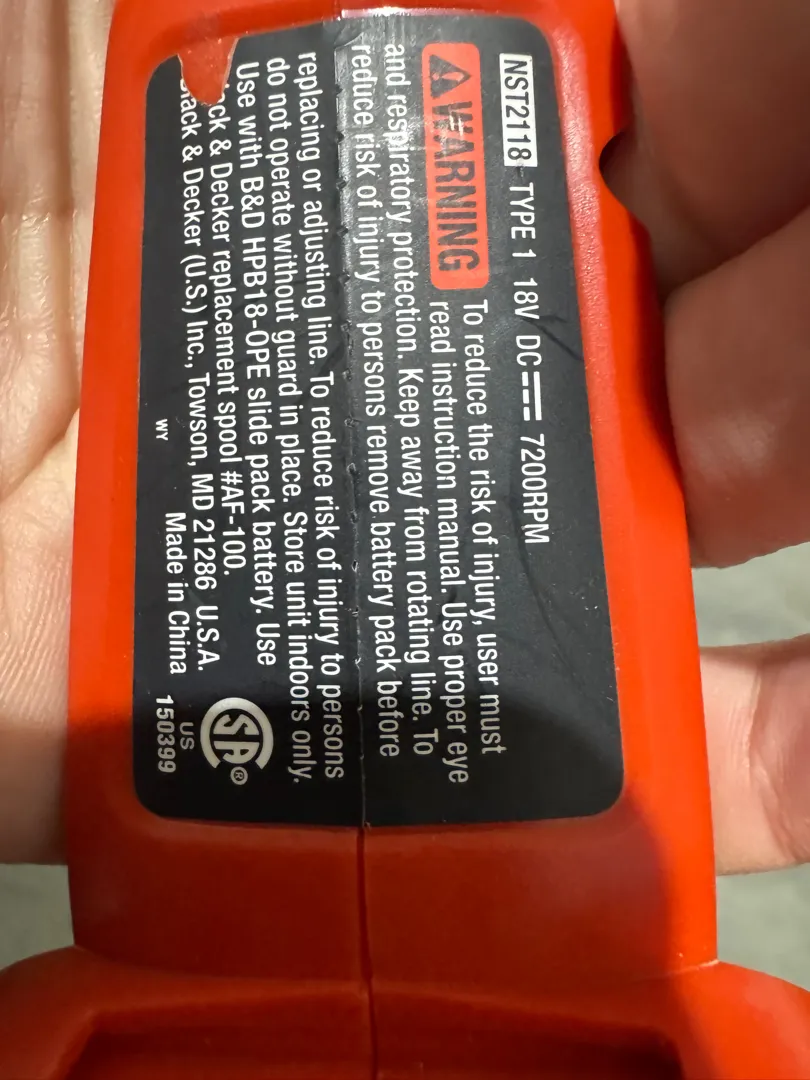 NST2118 TYPE 1 18V DC 7200RPM
WARNING To reduce the risk of injury, user must
read instruction manual. Use proper eye
and respiratory protection. Keep away from rotating line. To
reduce risk of injury to persons remove battery pack before
replacing or adjusting line. To reduce risk of injury to persons
do not operate without guard in place. Store unit indoors only.
Use with B&D HPB18-OPE slide pack battery. Use
ck & Decker replacement spool #AF-100.
Black & Decker (U.S.) Inc., Towson, MD 21286 U.S.A.
WY Made in China
SA®
US
150399